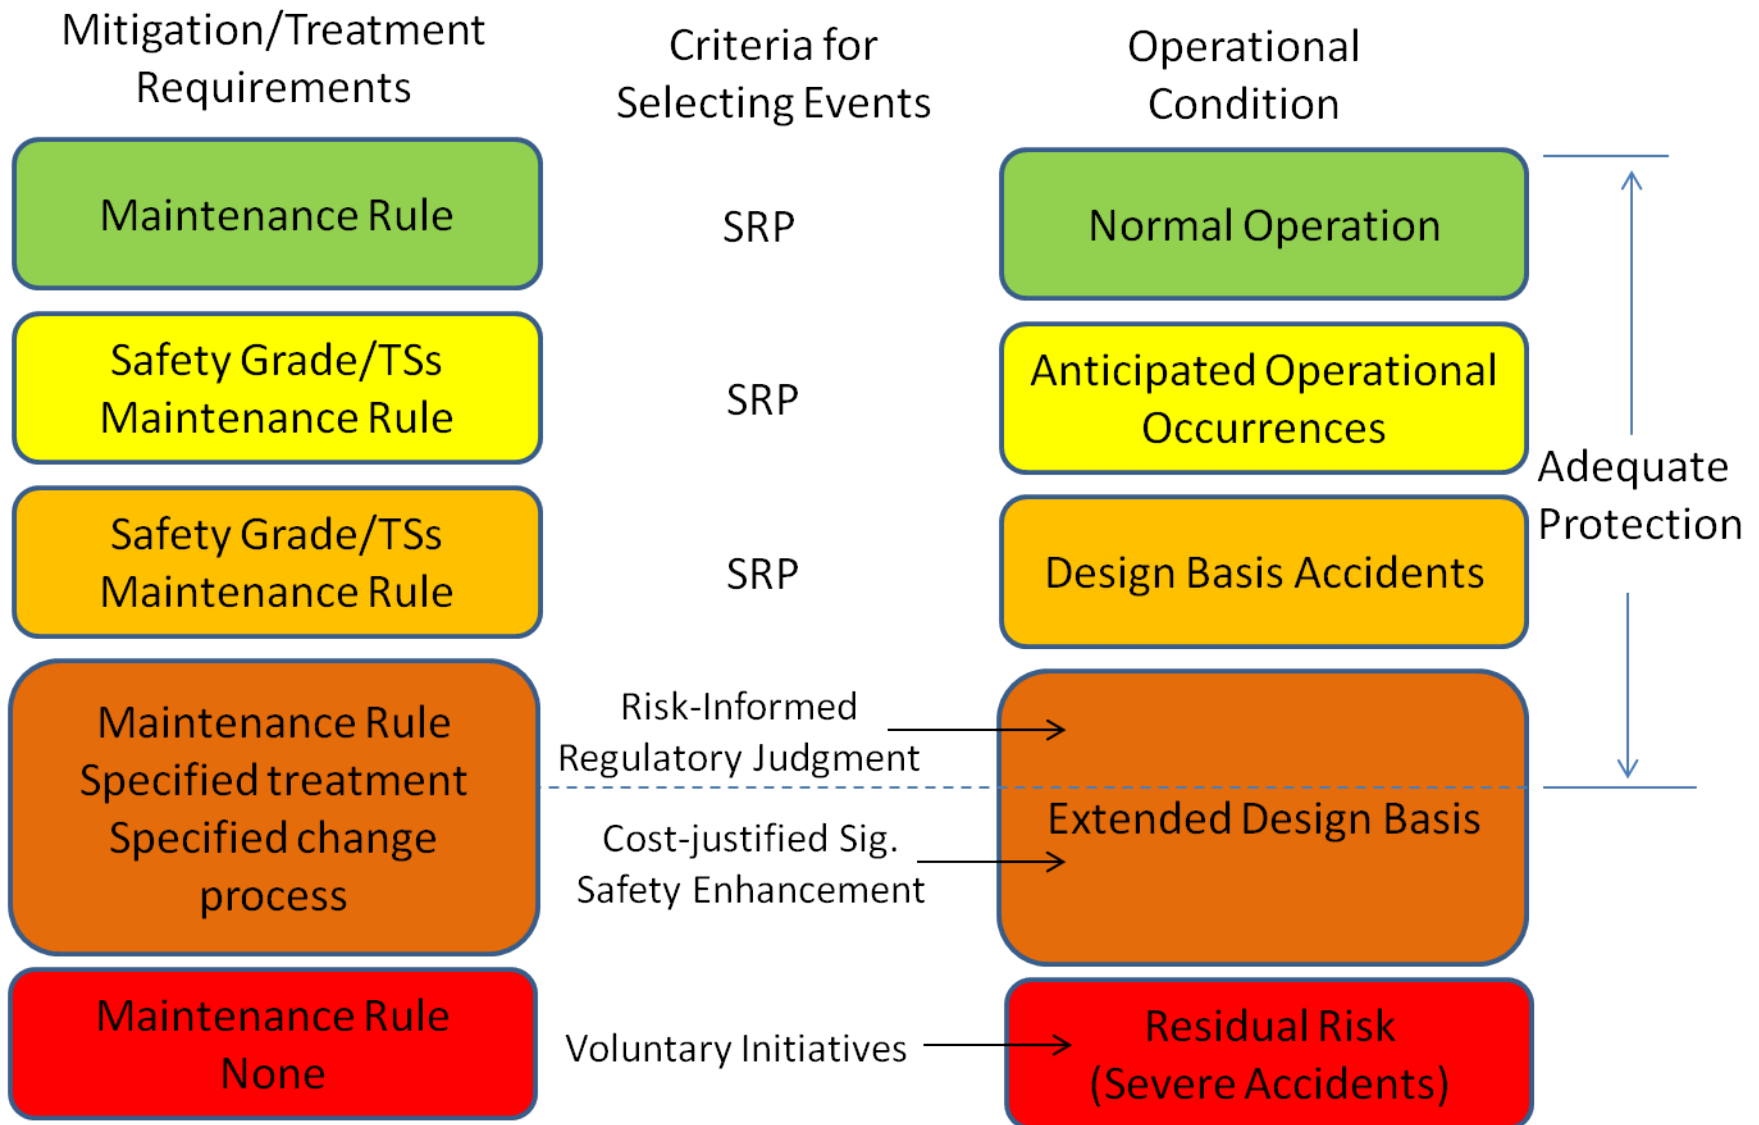 Mitigation/Treatment
Requirements
Criteria for
Selecting Events
Operational
Condition
Maintenance Rule
SRP
Normal Operation
Safety Grade/TSs
Maintenance Rule
SRP
Anticipated Operational
Occurrences
Adequate
Protection
Safety Grade/TSs
Maintenance Rule
SRP
Design Basis Accidents
Maintenance Rule
Specified treatment
Specified change
process
Risk-Informed
Regulatory Judgment
Cost-justified Sig.
Safety Enhancement
Extended Design Basis
Maintenance Rule
None
Voluntary Initiatives
Residual Risk
(Severe Accidents)